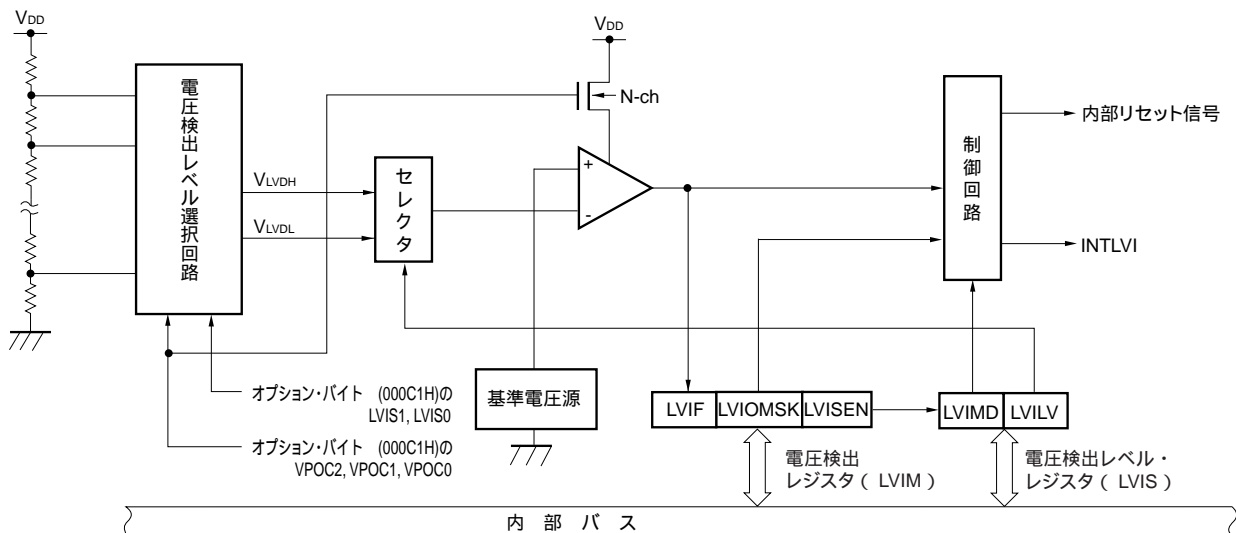 VDD
電圧検出レベル選択回路
VLVDH
VLVDL
セレクタ
VDD
N-ch
+
-
制御回路
内部リセット信号
INTLVI
オプション・バイト (000C1H)の
LVIS1, LVIS0
オプション・バイト (000C1H)の
VPOC2, VPOC1, VPOC0
基準電圧源
LVIF
LVIOMSK
LVISEN
LVIMD
LVILV
電圧検出
レジスタ ( LVIM )
電圧検出レベル・
レジスタ ( LVIS )
内 部 バ ス